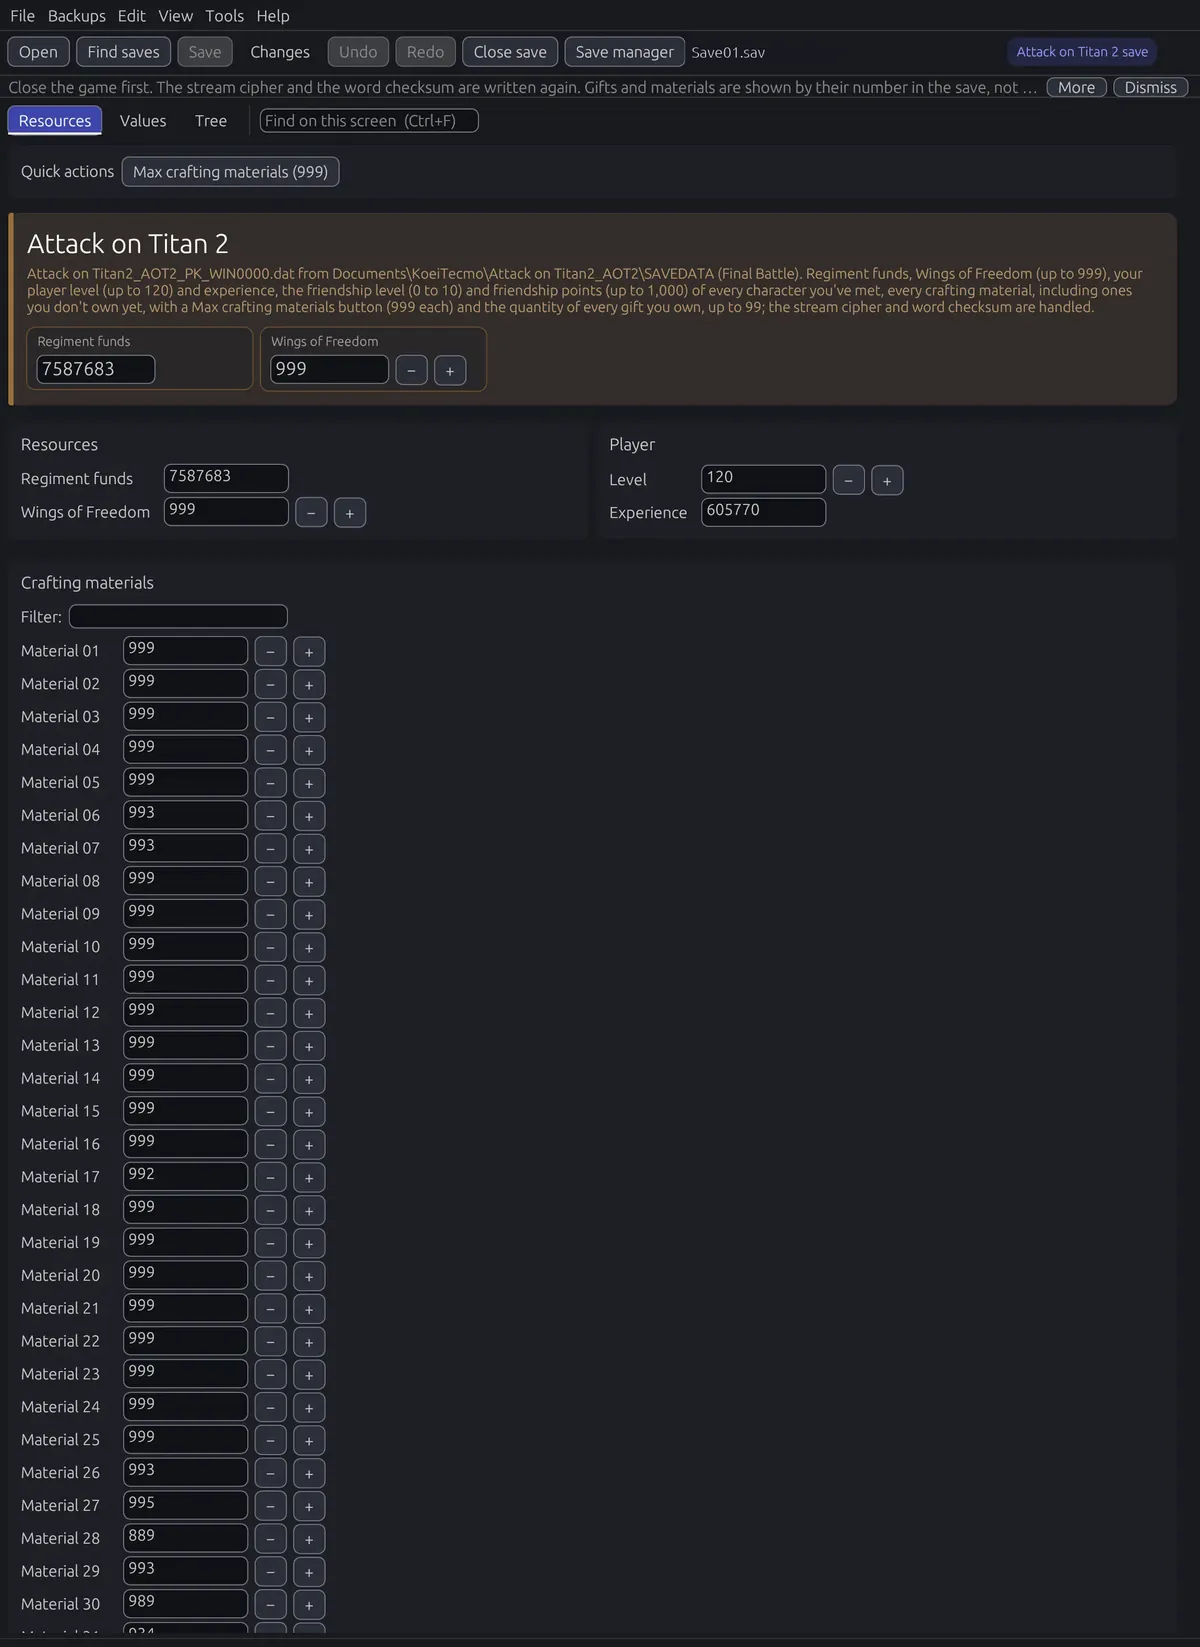 File Backups Edit View Tools Help
Open Find saves Save Changes Undo Redo Close save Save manager Save01.sav Attack on Titan 2 save
Close the game first. The stream cipher and the word checksum are written again. Gifts and materials are shown by their number in the save, not … More Dismiss
Resources Values Tree Find on this screen (Ctrl+F)
Quick actions Max crafting materials (999)
Attack on Titan 2
Attack on Titan2_AOT2_PK_WIN0000.dat from Documents\KoeiTecmo\Attack on Titan2_AOT2\SAVEDATA (Final Battle). Regiment funds, Wings of Freedom (up to 999), your
player level (up to 120) and experience, the friendship level (0 to 10) and friendship points (up to 1,000) of every character you've met, every crafting material, including ones
you don't own yet, with a Max crafting materials button (999 each) and the quantity of every gift you own, up to 99; the stream cipher and word checksum are handled.
Regiment funds Wings of Freedom
7587683 999 − +
Resources Player
Regiment funds 7587683 Level 120 − +
Wings of Freedom 999 − + Experience 605770
Crafting materials
Filter:
Material 01 999 − +
Material 02 999 − +
Material 03 999 − +
Material 04 999 − +
Material 05 999 − +
Material 06 993 − +
Material 07 993 − +
Material 08 999 − +
Material 09 999 − +
Material 10 999 − +
Material 11 999 − +
Material 12 999 − +
Material 13 999 − +
Material 14 999 − +
Material 15 999 − +
Material 16 999 − +
Material 17 992 − +
Material 18 999 − +
Material 19 999 − +
Material 20 999 − +
Material 21 999 − +
Material 22 999 − +
Material 23 999 − +
Material 24 999 − +
Material 25 999 − +
Material 26 993 − +
Material 27 995 − +
Material 28 889 − +
Material 29 993 − +
Material 30 989 − +